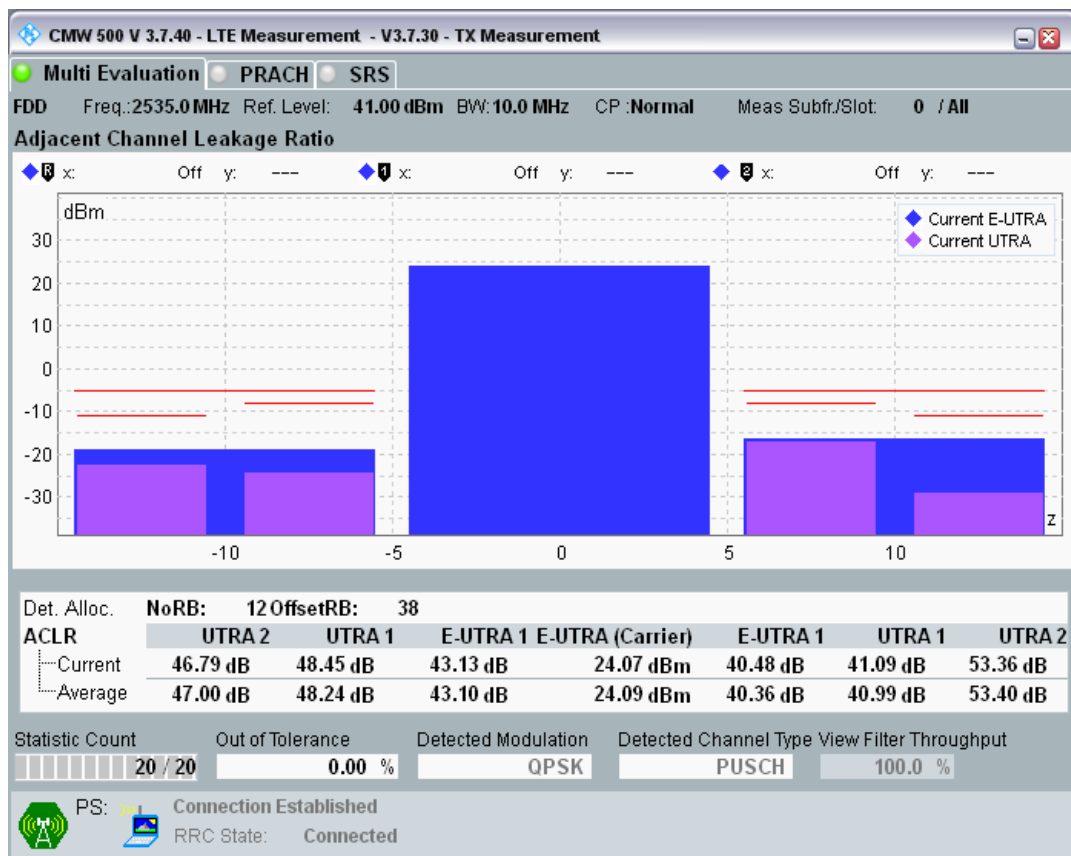 CMW 500 V 3.7.40 - LTE Measurement - V3.7.30 - TX Measurement
Multi Evaluation PRACH SRS
FDD Freq.:2535.0 MHz Ref. Level: 41.00 dBm BW: 10.0 MHz CP :Normal Meas Subfr./Slot: 0 / All
Adjacent Channel Leakage Ratio
R x: Off y: --- 1 x: Off y: --- 2 x: Off y: ---
dBm
Current E-UTRA
Current UTRA
30
20
10
0
-10
-20
-30
z
-10 -5 0 5 10
Det. Alloc. NoRB: 12 OffsetRB: 38
ACLR UTRA 2 UTRA 1 E-UTRA 1 E-UTRA (Carrier) E-UTRA 1 UTRA 1 UTRA 2
Current 46.79 dB 48.45 dB 43.13 dB 24.07 dBm 40.48 dB 41.09 dB 53.36 dB
Average 47.00 dB 48.24 dB 43.10 dB 24.09 dBm 40.36 dB 40.99 dB 53.40 dB
Statistic Count Out of Tolerance Detected Modulation Detected Channel Type View Filter Throughput
20 / 20 0.00 % QPSK PUSCH 100.0 %
PS: Connection Established
RRC State: Connected